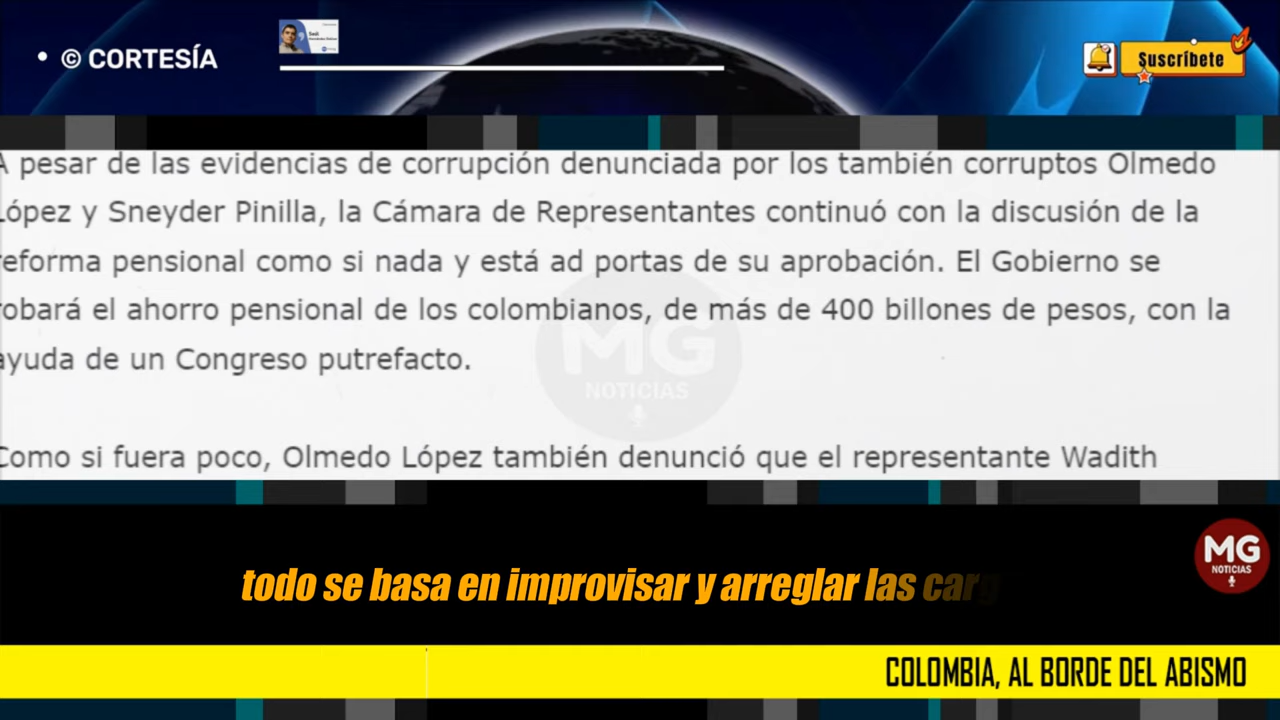 • © CORTESÍA
Suscríbete
A pesar de las evidencias de corrupción denunciada por los también corruptos Olmedo
López y Sneyder Pinilla, la Cámara de Representantes continuó con la discusión de la
reforma pensional como si nada y está ad portas de su aprobación. El Gobierno se
robará el ahorro pensional de los colombianos, de más de 400 billones de pesos, con la
ayuda de un Congreso putrefacto.
MG
NOTICIAS
Como si fuera poco, Olmedo López también denunció que el representante Wadith
MG
NOTICIAS
todo se basa en improvisar y arreglar las carg
COLOMBIA, AL BORDE DEL ABISMO